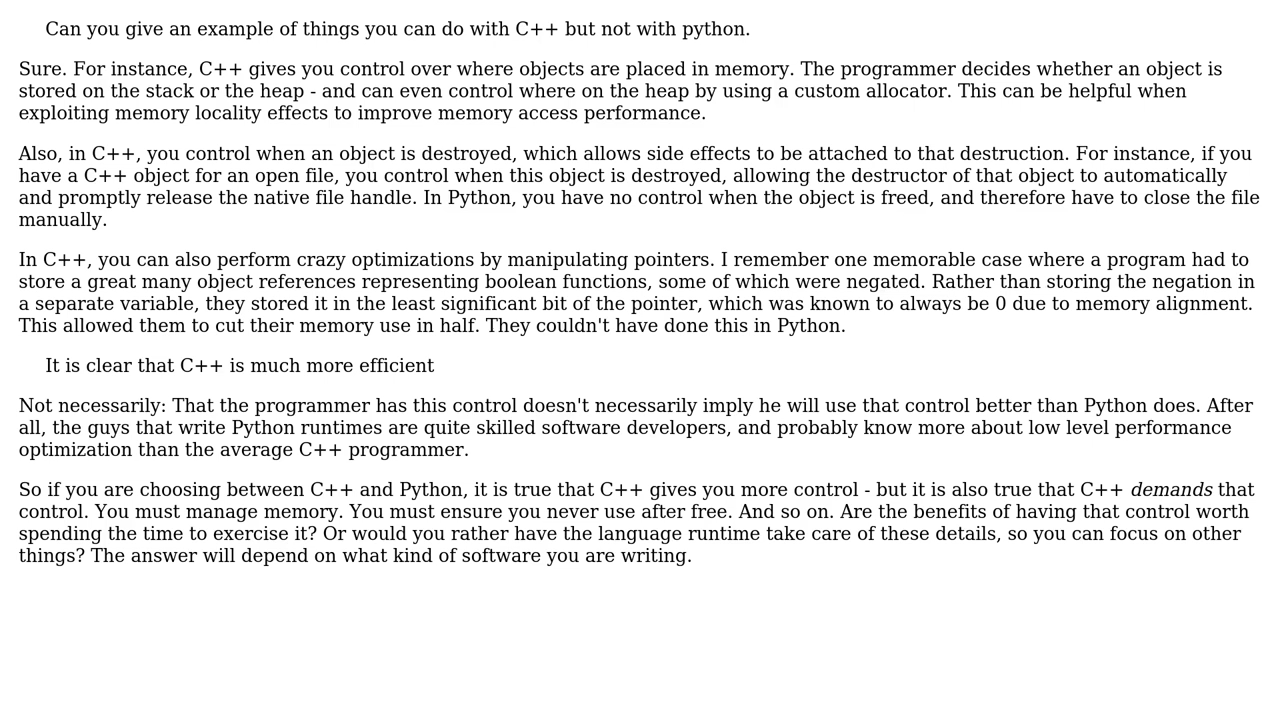 Can you give an example of things you can do with C++ but not with python.
Sure. For instance, C++ gives you control over where objects are placed in memory. The programmer decides whether an object is
stored on the stack or the heap - and can even control where on the heap by using a custom allocator. This can be helpful when
exploiting memory locality effects to improve memory access performance.
Also, in C++, you control when an object is destroyed, which allows side effects to be attached to that destruction. For instance, if you
have a C++ object for an open file, you control when this object is destroyed, allowing the destructor of that object to automatically
and promptly release the native file handle. In Python, you have no control when the object is freed, and therefore have to close the file
manually.
In C++, you can also perform crazy optimizations by manipulating pointers. I remember one memorable case where a program had to
store a great many object references representing boolean functions, some of which were negated. Rather than storing the negation in
a separate variable, they stored it in the least significant bit of the pointer, which was known to always be 0 due to memory alignment.
This allowed them to cut their memory use in half. They couldn't have done this in Python.
It is clear that C++ is much more efficient
Not necessarily: That the programmer has this control doesn't necessarily imply he will use that control better than Python does. After
all, the guys that write Python runtimes are quite skilled software developers, and probably know more about low level performance
optimization than the average C++ programmer.
So if you are choosing between C++ and Python, it is true that C++ gives you more control - but it is also true that C++ demands that
control. You must manage memory. You must ensure you never use after free. And so on. Are the benefits of having that control worth
spending the time to exercise it? Or would you rather have the language runtime take care of these details, so you can focus on other
things? The answer will depend on what kind of software you are writing.